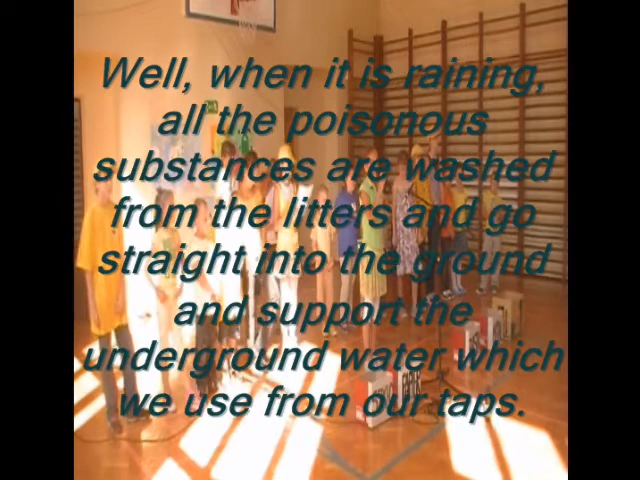 Well, when it is raining,
all the poisonous
substances are washed
from the litters and go
straight into the ground
and support the
underground water which
we use from our taps.